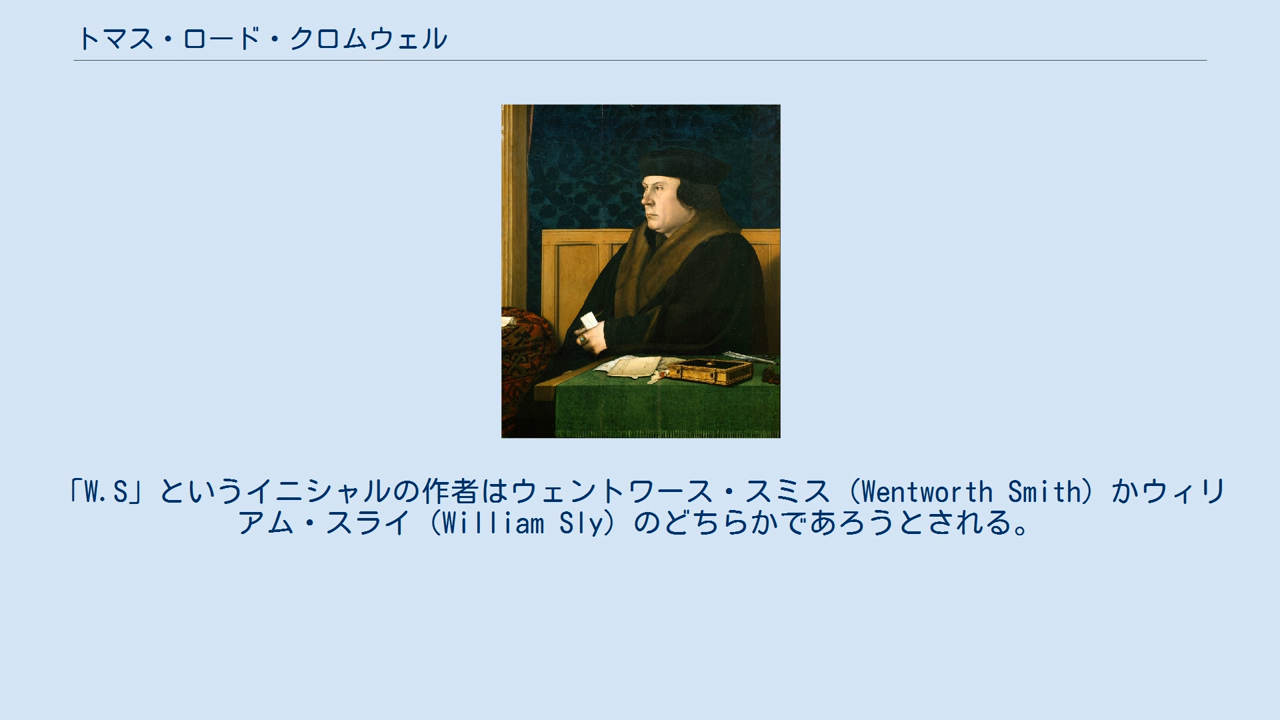 トマス・ロード・クロムウェル
「W.S」というイニシャルの作者はウェントワース・スミス（Wentworth Smith）かウィリ
アム・スライ（William Sly）のどちらかであろうとされる。